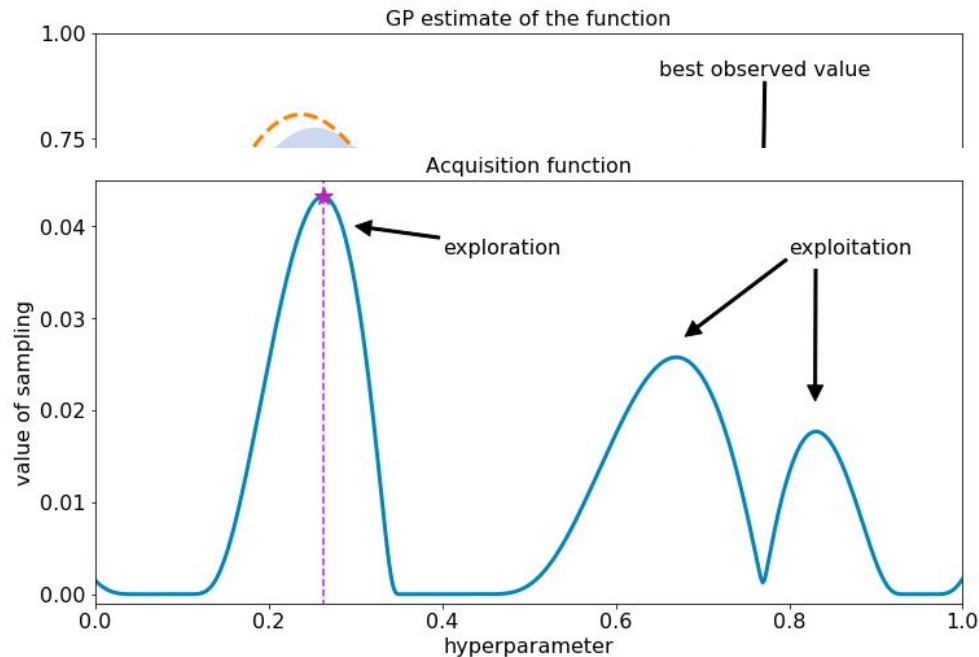 GP estimate of the function
1.00
best observed value
0.75
Acquisition function
0.04
exploration
exploitation
0.03
value of sampling
0.02
0.01
0.00
0.0 0.2 0.4 0.6 0.8 1.0
hyperparameter